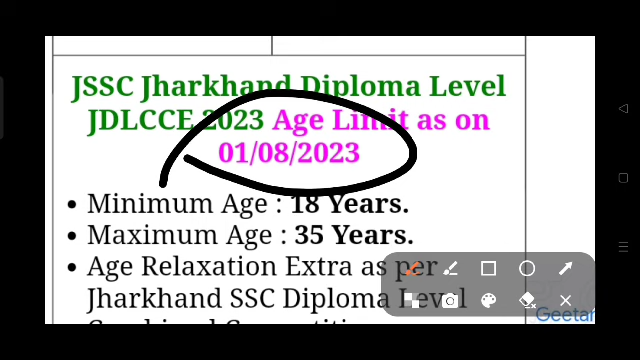 JSSC Jharkhand Diploma Level
JDLCCE 2023 Age Limit as on
01/08/2023
Minimum Age : 18 Years.
Maximum Age : 35 Years.
Age Relaxation Extra as per
Jharkhand SSC Diploma Level